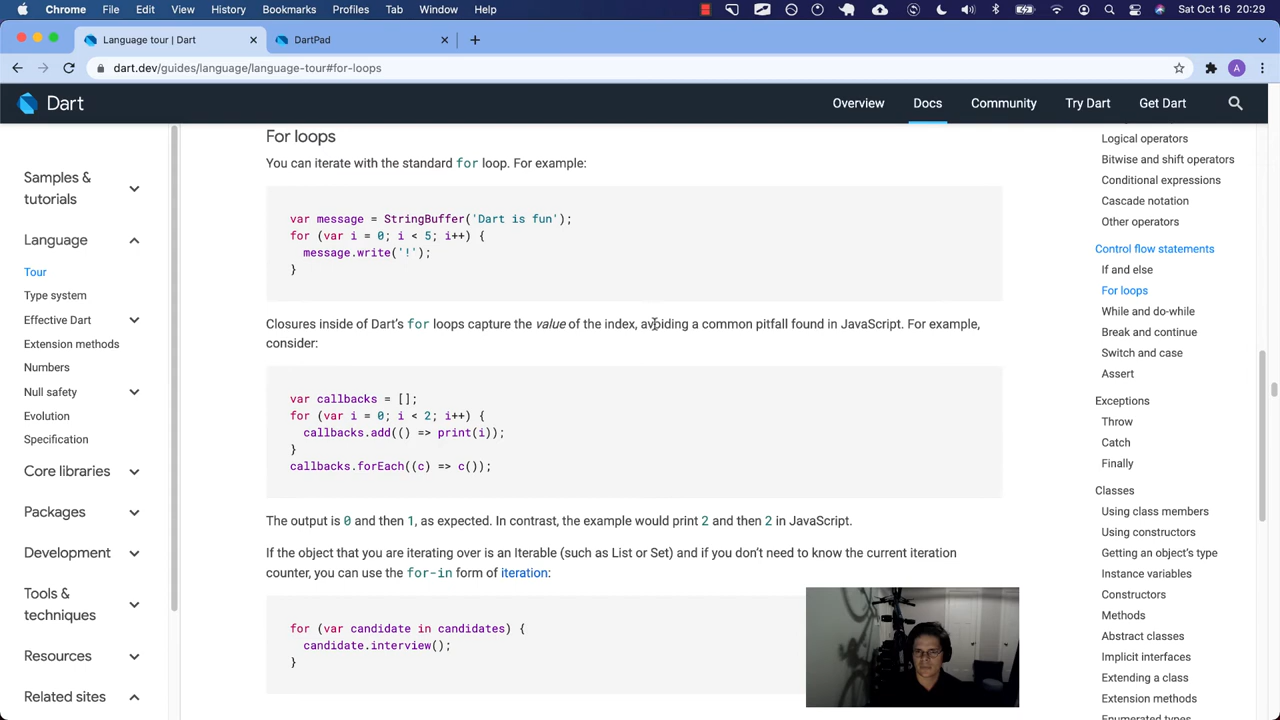 Chrome File Edit View History Bookmarks Profiles Tab Window Help Sat Oct 16 20:29
Language tour | Dart
DartPad
dart.dev/guides/language/language-tour#for-loops
A
Dart
Overview
Docs
Community
Try Dart
Get Dart
Samples &
tutorials
Language
Tour
Type system
Effective Dart
Extension methods
Numbers
Null safety
Evolution
Specification
Core libraries
Packages
Development
Tools &
techniques
Resources
Related sites
For loops
You can iterate with the standard for loop. For example:
var message = StringBuffer('Dart is fun');
for (var i = 0; i < 5; i++) {
message.write('!');
}
Closures inside of Dart’s for loops capture the value of the index, avoiding a common pitfall found in JavaScript. For example,
consider:
var callbacks = [];
for (var i = 0; i < 2; i++) {
callbacks.add(() => print(i));
}
callbacks.forEach((c) => c());
The output is 0 and then 1, as expected. In contrast, the example would print 2 and then 2 in JavaScript.
If the object that you are iterating over is an Iterable (such as List or Set) and if you don’t need to know the current iteration
counter, you can use the for-in form of iteration:
for (var candidate in candidates) {
candidate.interview();
}
Logical operators
Bitwise and shift operators
Conditional expressions
Cascade notation
Other operators
Control flow statements
If and else
For loops
While and do-while
Break and continue
Switch and case
Assert
Exceptions
Throw
Catch
Finally
Classes
Using class members
Using constructors
Getting an object’s type
Instance variables
Constructors
Methods
Abstract classes
Implicit interfaces
Extending a class
Extension methods
Enumerated types